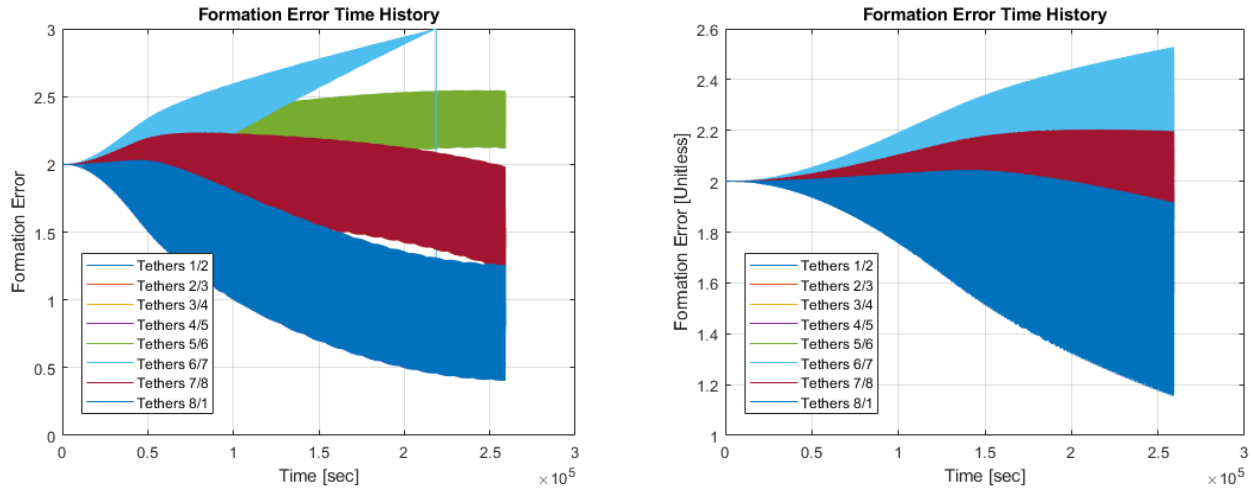 Formation Error Time History
3
2.5
2
1.5
1
0.5
0
Formation Error
Tethers 1/2
Tethers 2/3
Tethers 3/4
Tethers 4/5
Tethers 5/6
Tethers 6/7
Tethers 7/8
Tethers 8/1
0 0.5 1 1.5 2 2.5 3
Time [sec] ×10^5
Formation Error Time History
2.6
2.4
2.2
2
1.8
1.6
1.4
1.2
1
Formation Error [Unitless]
Tethers 1/2
Tethers 2/3
Tethers 3/4
Tethers 4/5
Tethers 5/6
Tethers 6/7
Tethers 7/8
Tethers 8/1
0 0.5 1 1.5 2 2.5 3
Time [sec] ×10^5